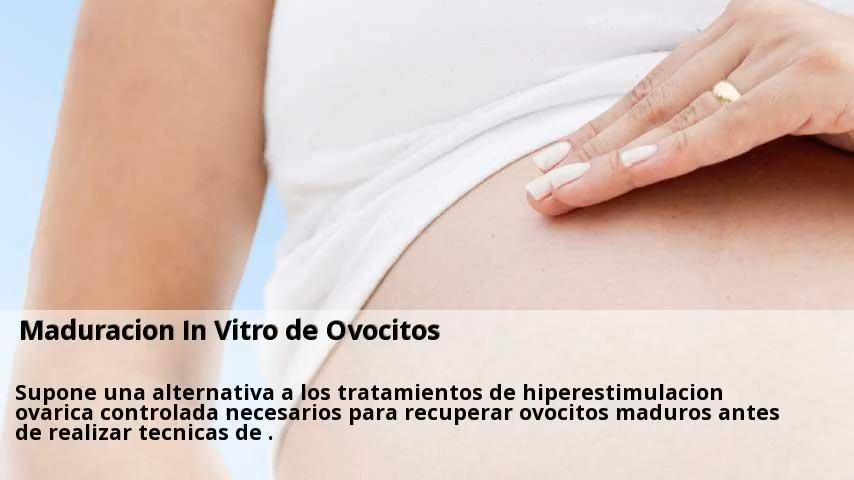 Maduracion In Vitro de Ovocitos
Supone una alternativa a los tratamientos de hiperestimulacion
ovarica controlada necesarios para recuperar ovocitos maduros antes
de realizar tecnicas de .